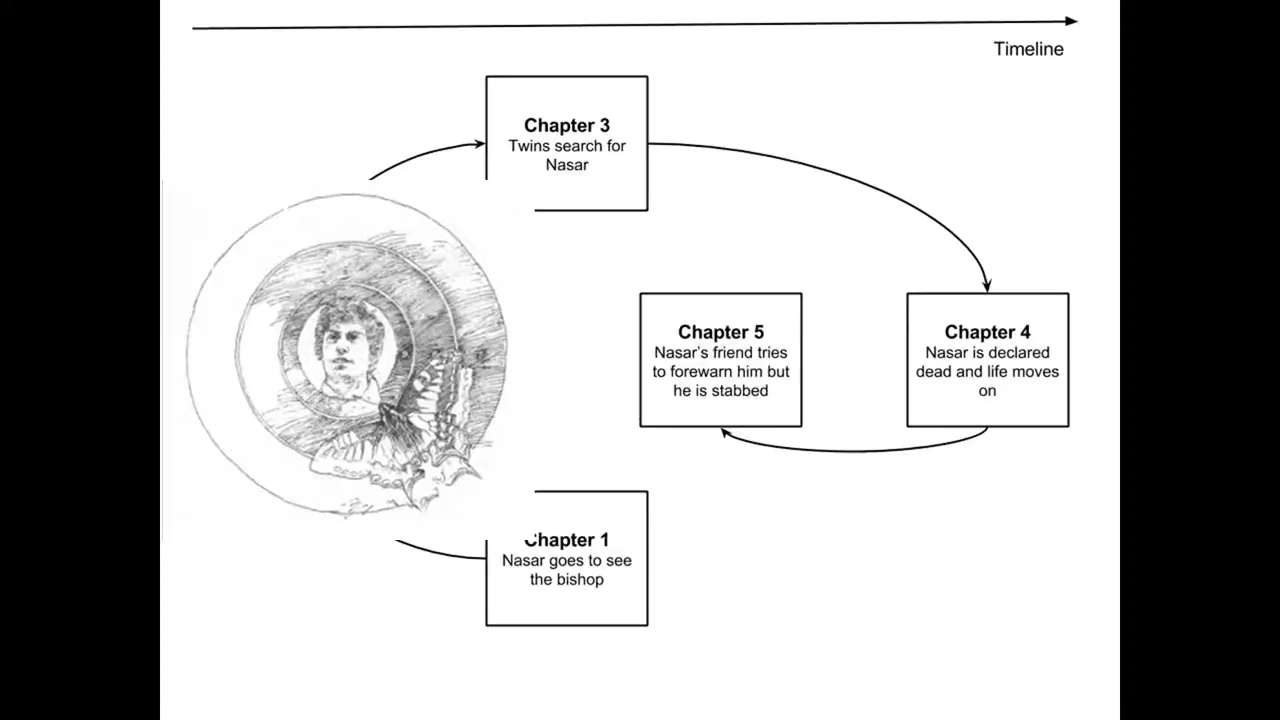 Timeline
Chapter 3
Twins search for
Nasar
Chapter 5
Nasar's friend tries
to forewarn him but
he is stabbed
Chapter 4
Nasar is declared
dead and life moves
on
Chapter 1
Nasar goes to see
the bishop